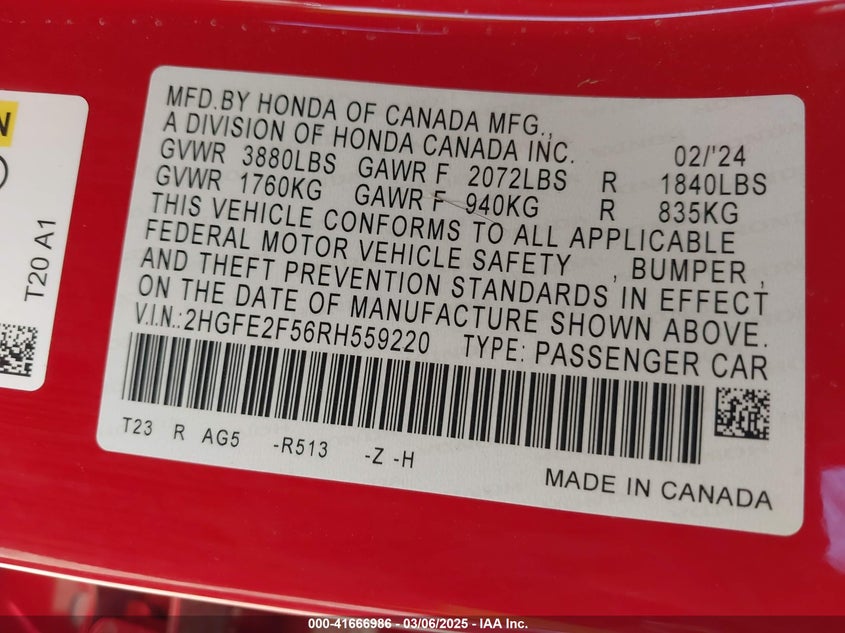 N
T20 A1
MFD.BY HONDA OF CANADA MFG.,
A DIVISION OF HONDA CANADA INC. 02/'24
GVWR 3880LBS GAWR F 2072LBS R 1840LBS
GVWR 1760KG GAWR F 940KG R 835KG
THIS VEHICLE CONFORMS TO ALL APPLICABLE
FEDERAL MOTOR VEHICLE SAFETY , BUMPER ,
AND THEFT PREVENTION STANDARDS IN EFFECT
ON THE DATE OF MANUFACTURE SHOWN ABOVE.
V.I.N.:2HGFE2F56RH559220 TYPE: PASSENGER CAR
T23 R AG5 -R513 -Z -H
MADE IN CANADA
000-41666986 - 03/06/2025 - IAA Inc.